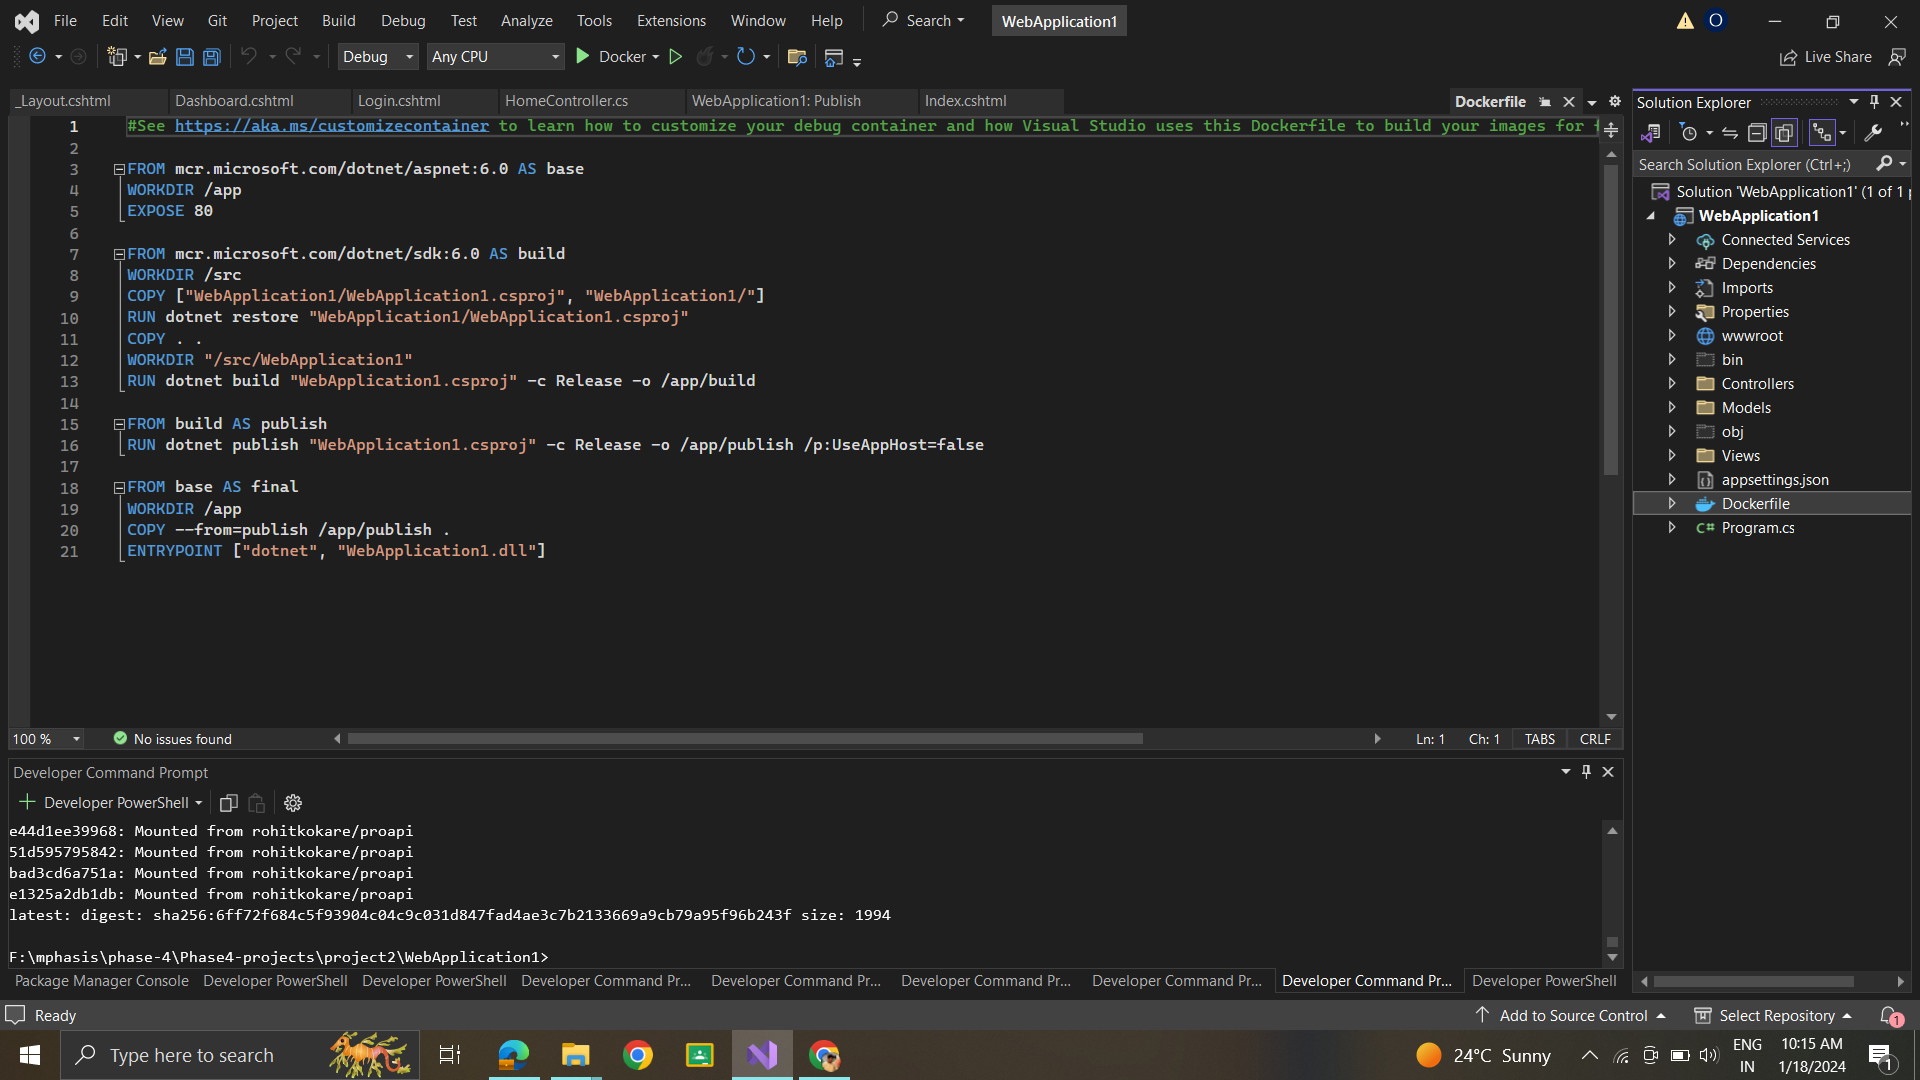 File Edit View Git Project Build Debug Test Analyze Tools Extensions Window Help Search WebApplication1 O
Debug Any CPU Docker Live Share
_Layout.cshtml Dashboard.cshtml Login.cshtml HomeController.cs WebApplication1: Publish Index.cshtml Dockerfile
1 #See https://aka.ms/customizecontainer to learn how to customize your debug container and how Visual Studio uses this Dockerfile to build your images for
2
3 FROM mcr.microsoft.com/dotnet/aspnet:6.0 AS base
4 WORKDIR /app
5 EXPOSE 80
6
7 FROM mcr.microsoft.com/dotnet/sdk:6.0 AS build
8 WORKDIR /src
9 COPY ["WebApplication1/WebApplication1.csproj", "WebApplication1/"]
10 RUN dotnet restore "WebApplication1/WebApplication1.csproj"
11 COPY . .
12 WORKDIR "/src/WebApplication1"
13 RUN dotnet build "WebApplication1.csproj" -c Release -o /app/build
14
15 FROM build AS publish
16 RUN dotnet publish "WebApplication1.csproj" -c Release -o /app/publish /p:UseAppHost=false
17
18 FROM base AS final
19 WORKDIR /app
20 COPY --from=publish /app/publish .
21 ENTRYPOINT ["dotnet", "WebApplication1.dll"]
100 % No issues found Ln: 1 Ch: 1 TABS CRLF
Solution Explorer
Search Solution Explorer (Ctrl+;)
Solution 'WebApplication1' (1 of 1
WebApplication1
Connected Services
Dependencies
Imports
Properties
wwwroot
bin
Controllers
Models
obj
Views
appsettings.json
Dockerfile
C# Program.cs
Developer Command Prompt
Developer PowerShell
e44d1ee39968: Mounted from rohitkokare/proapi
51d595795842: Mounted from rohitkokare/proapi
bad3cd6a751a: Mounted from rohitkokare/proapi
e1325a2db1db: Mounted from rohitkokare/proapi
latest: digest: sha256:6ff72f684c5f93904c04c9c031d847fad4ae3c7b2133669a9cb79a95f96b243f size: 1994
F:\mphasis\phase-4\Phase4-projects\project2\WebApplication1>
Package Manager Console Developer PowerShell Developer PowerShell Developer Command Pr... Developer Command Pr... Developer Command Pr... Developer Command Pr... Developer Command Pr... Developer PowerShell
Ready Add to Source Control Select Repository 1
Type here to search 24°C Sunny ENG IN 10:15 AM 1/18/2024 1